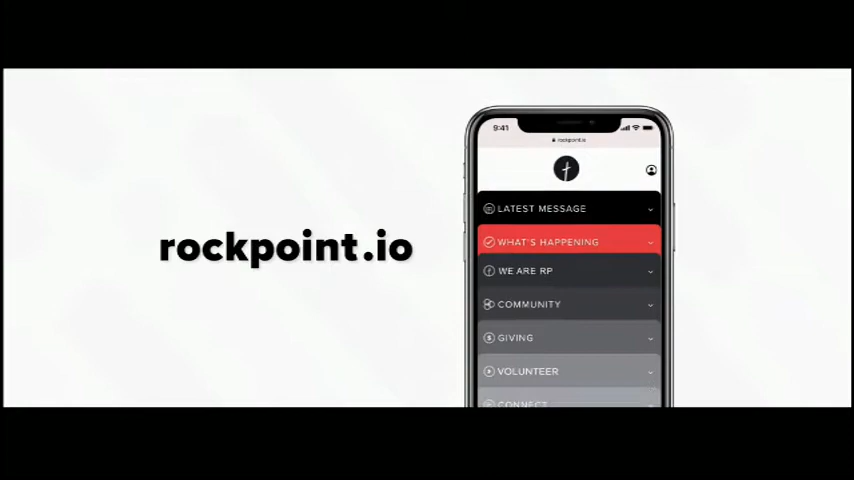 rockpoint.io
9:41
rockpoint.io
LATEST MESSAGE
WHAT'S HAPPENING
WE ARE RP
COMMUNITY
GIVING
VOLUNTEER
CONNECT